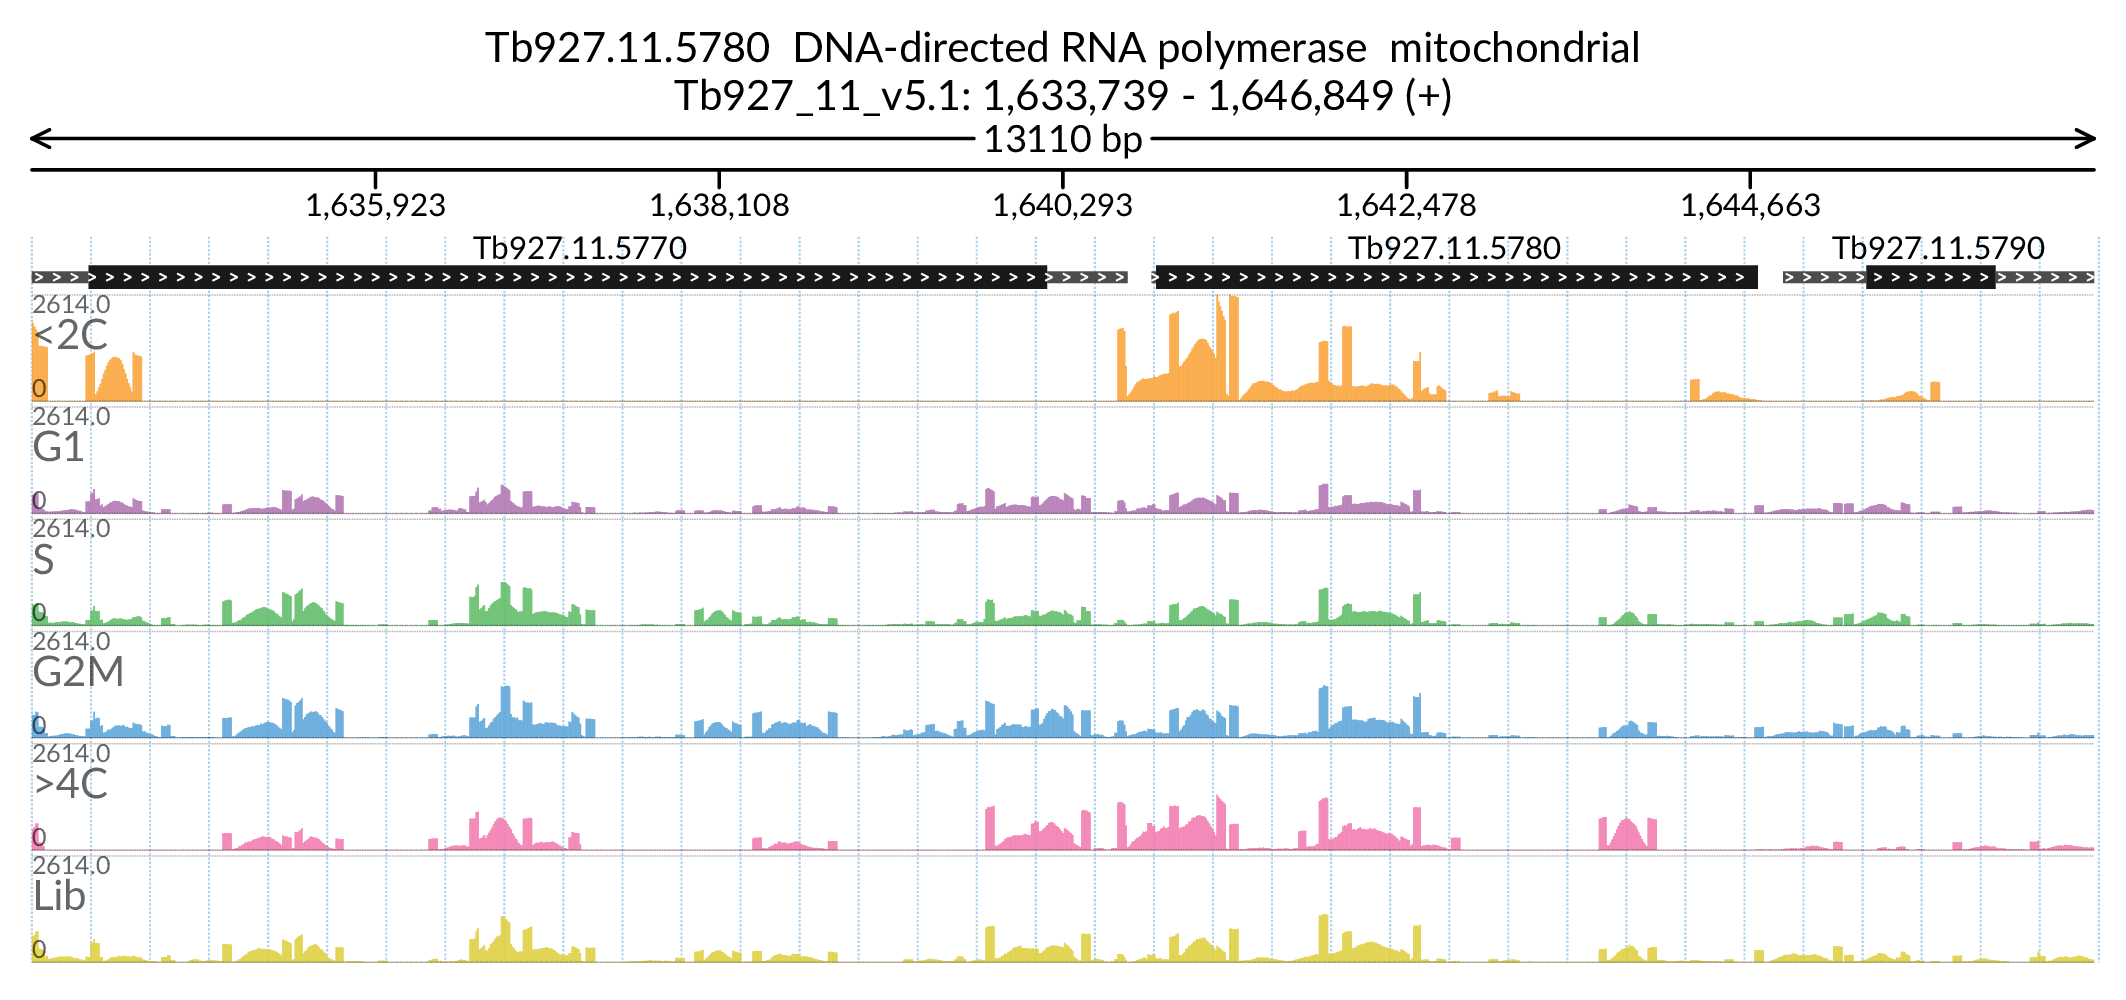 Tb927.11.5780 DNA-directed RNA polymerase mitochondrial
Tb927_11_v5.1: 1,633,739 - 1,646,849 (+)
13110 bp
1,635,923 1,638,108 1,640,293 1,642,478 1,644,663
Tb927.11.5770 Tb927.11.5780 Tb927.11.5790
2614.0
<2C
0
2614.0
G1
0
2614.0
S
0
2614.0
G2M
0
2614.0
>4C
0
2614.0
Lib
0